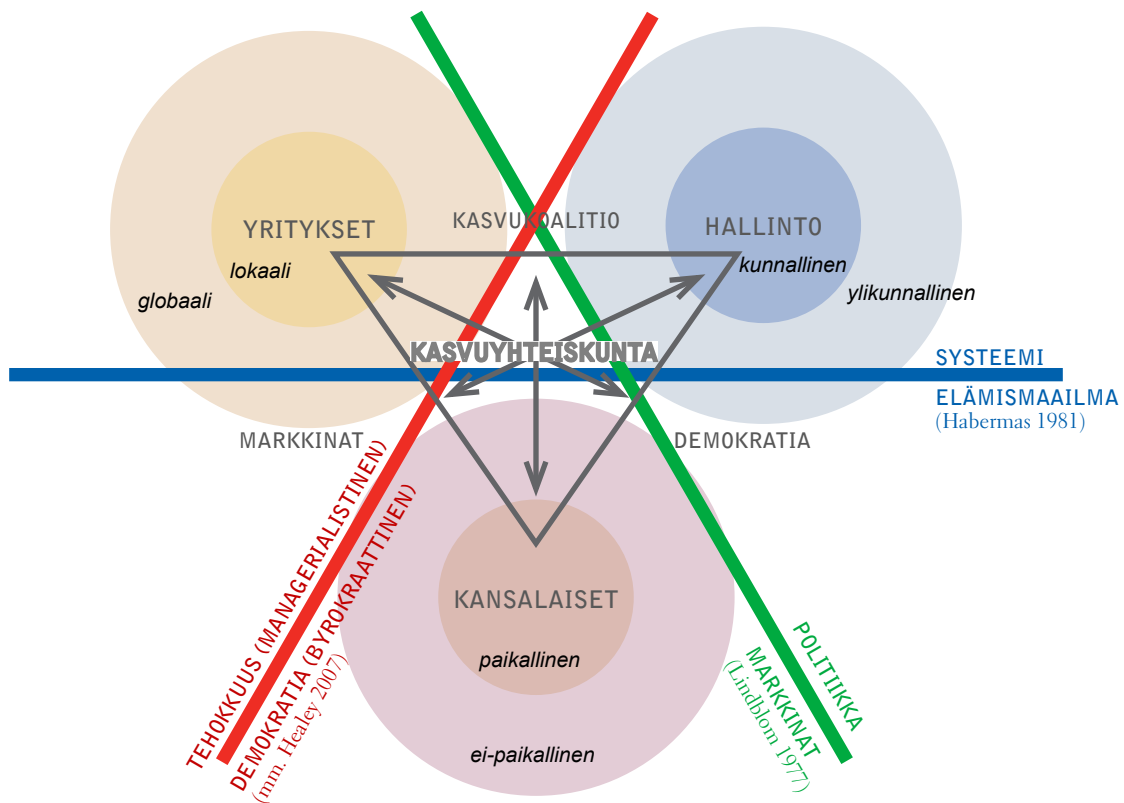 KASVUKOALITIO
YRITYKSET
HALLINTO
lokaali
kunnallinen
globaali
ylikunnallinen
KASVUYHTEISKUNTA
SYSTEEMI
ELÄMISMAAILMA
(Habermas 1981)
MARKKINAT
DEMOKRATIA
TEHOKKUUS (MANAGERIALISTINEN)
DEMOKRATIA (BYROKRAATTINEN)
(mm. Healey 2007)
KANSALAISET
paikallinen
ei-paikallinen
POLITIIKKA
MARKKINAT
(Lindblom 1977)